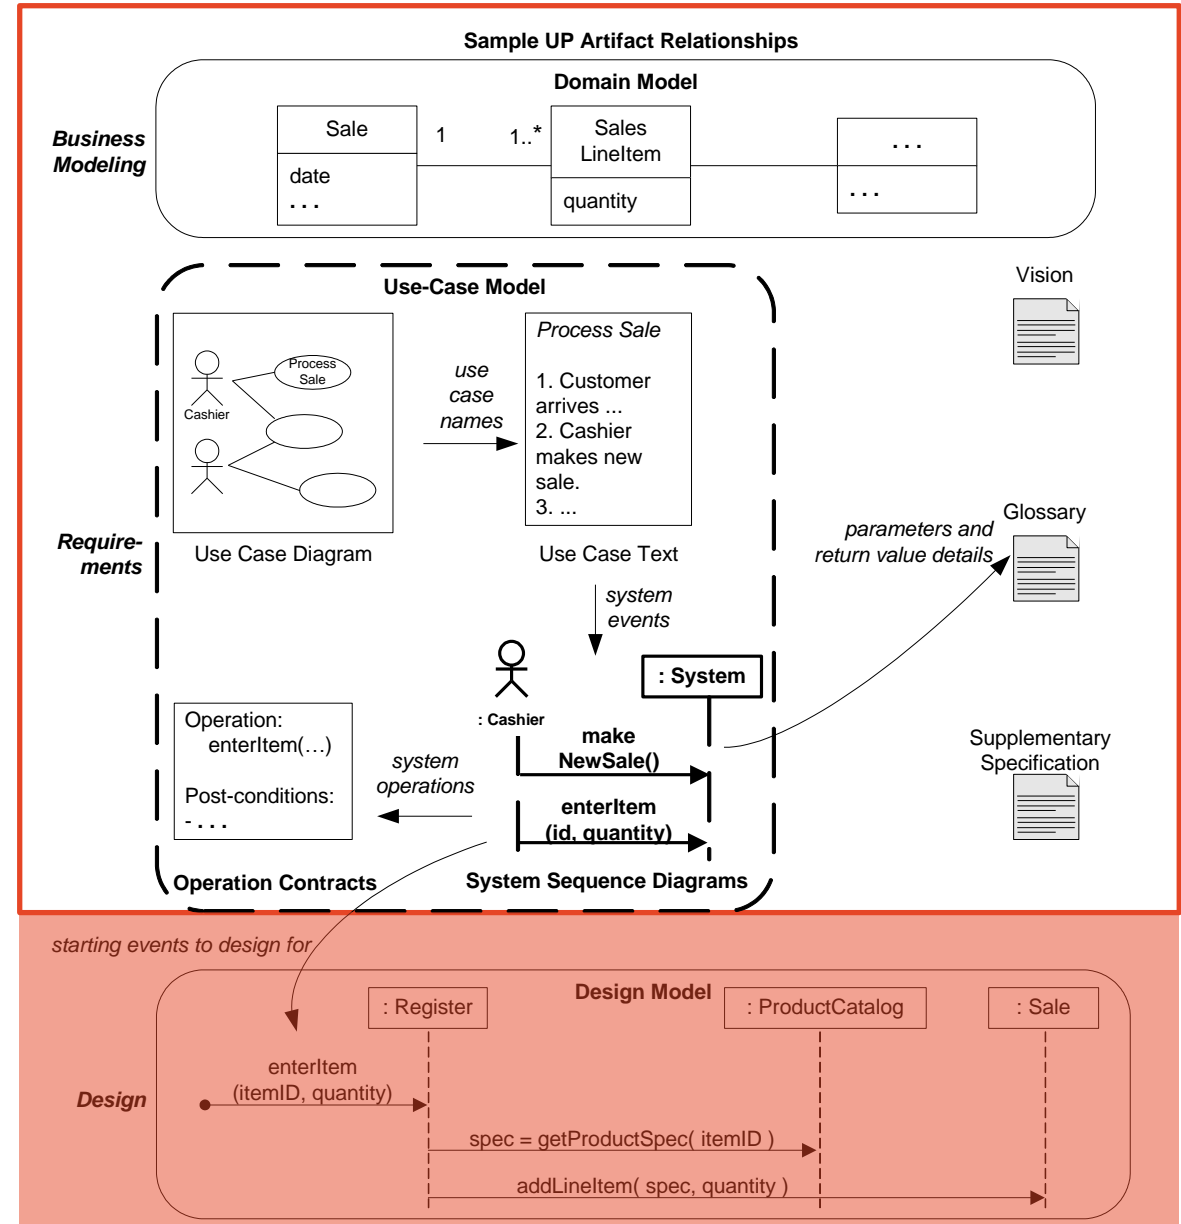 Sample UP Artifact Relationships
Domain Model
Business
Modeling
Sale
1
1..*
Sales
LineItem
. . .
date
. . .
quantity
. . .
Use-Case Model
Vision
Process
Sale
Cashier
use
case
names
Process Sale
1. Customer
arrives ...
2. Cashier
makes new
sale.
3. ...
Require-
ments
Use Case Diagram
Use Case Text
parameters and
return value details
Glossary
system
events
: System
: Cashier
make
NewSale()
enterItem
(id, quantity)
system
operations
Operation:
enterItem(…)
Post-conditions:
- . . .
Supplementary
Specification
Operation Contracts
System Sequence Diagrams
starting events to design for
Design Model
: Register
: ProductCatalog
: Sale
Design
enterItem
(itemID, quantity)
spec = getProductSpec( itemID )
addLineItem( spec, quantity )